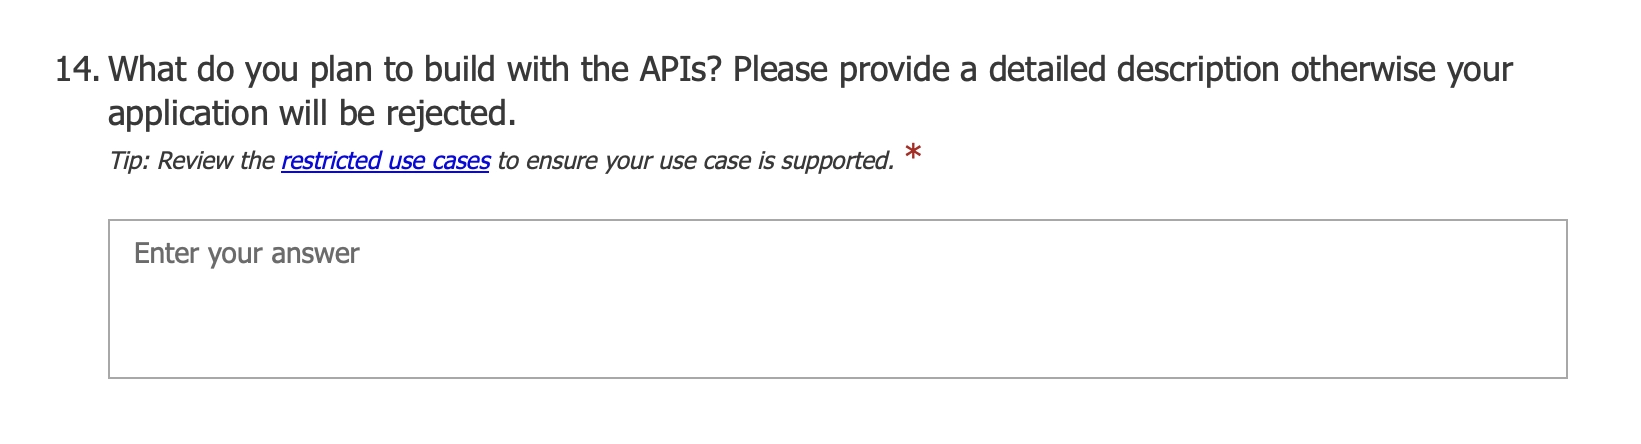 14. What do you plan to build with the APIs? Please provide a detailed description otherwise your
application will be rejected.
Tip: Review the restricted use cases to ensure your use case is supported. *
Enter your answer